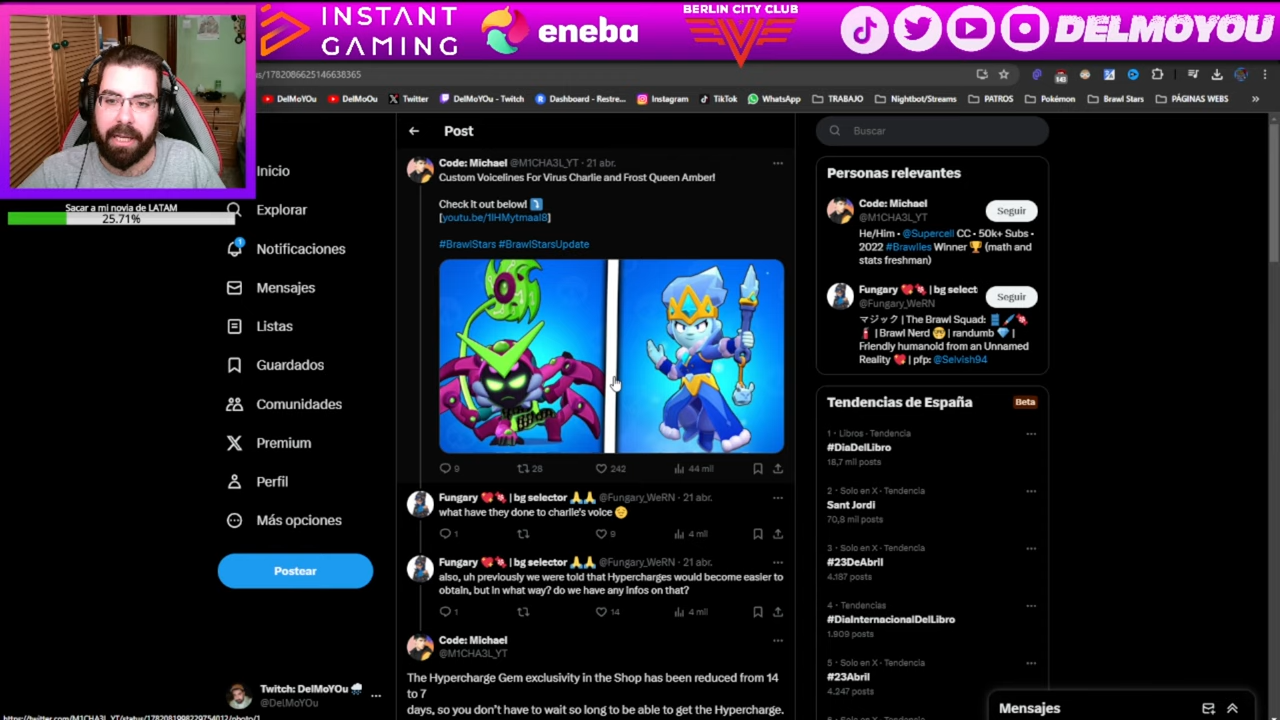 INSTANT
GAMING
eneba
BERLIN CITY CLUB
DELMOYOU
us/1782086625146638365
DelMoYOu
DelMoOu
Twitter
DelMoYOU - Twitch
Dashboard - Restre...
Instagram
TikTok
WhatsApp
TRABAJO
Nightbot/Streams
PATROS
Pokémon
Brawl Stars
PÁGINAS WEBS
Sacar a mi novia de LATAM
25.71%
Inicio
Explorar
Notificaciones
Mensajes
Listas
Guardados
Comunidades
Premium
Perfil
Más opciones
Postear
Twitch: DelMoYOu
@DelMoYOu
Post
Code: Michael @M1CHA3L_YT · 21 abr.
Custom Voicelines For Virus Charlie and Frost Queen Amber!
Check it out below! ⤵️
[youtu.be/1lHMytmaal8]
#BrawlStars #BrawlStarsUpdate
9 28 242 44 mil
Fungary 💘🍬 | bg selector 🙏🙏 @Fungary_WeRN · 21 abr.
what have they done to charlie's voice
1 9 4 mil
Fungary 💘🍬 | bg selector 🙏🙏 @Fungary_WeRN · 21 abr.
also, uh previously we were told that Hypercharges would become easier to
obtain, but in what way? do we have any infos on that?
1 14 4 mil
Code: Michael
@M1CHA3L_YT
The Hypercharge Gem exclusivity in the Shop has been reduced from 14
to 7
days, so you don't have to wait so long to be able to get the Hypercharge.
Buscar
Personas relevantes
Code: Michael
@M1CHA3L_YT
Seguir
He/Him • @Supercell CC • 50k+ Subs •
2022 #Brawlies Winner 🏆 (math and
stats freshman)
Fungary 💘🍬 | bg select
@Fungary_WeRN
Seguir
マジック | The Brawl Squad:
| Brawl Nerd 🤓 | randumb 💎 |
Friendly humanoid from an Unnamed
Reality 💘 | pfp: @Selvish94
Tendencias de España
Beta
1 · Libros · Tendencia
#DiaDelLibro
18,7 mil posts
2 · Solo en X · Tendencia
Sant Jordi
70,8 mil posts
3 · Solo en X · Tendencia
#23DeAbril
4.187 posts
4 · Tendencias
#DiaInternacionalDelLibro
1.909 posts
5 · Solo en X · Tendencia
#23Abril
4.247 posts
Mensajes
https://twitter.com/M1CHA3L_YT/status/1782081998229754012/photo/1